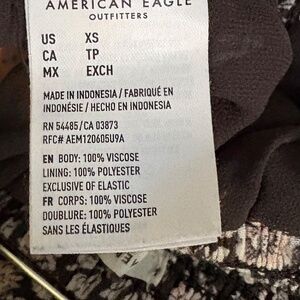 AMERICAN EAGLE
OUTFITTERS
US XS
CA TP
MX EXCH
MADE IN INDONESIA / FABRIQUÉ EN
INDONÉSIE / HECHO EN INDONESIA
RN 54485/CA 03873
RFC# AEM120605U9A
EN BODY: 100% VISCOSE
LINING: 100% POLYESTER
EXCLUSIVE OF ELASTIC
FR CORPS: 100% VISCOSE
DOUBLURE: 100% POLYESTER
SANS LES ÉLASTIQUES